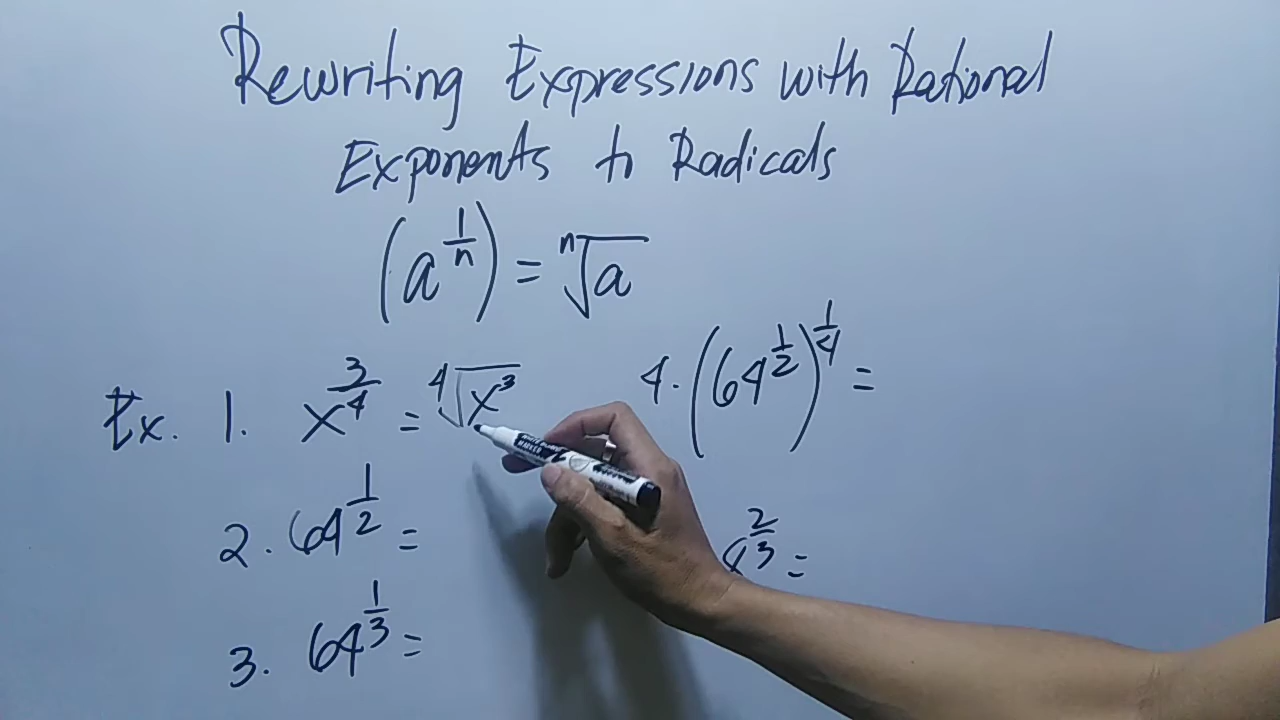 Rewriting Expressions with Rational
Exponents to Radicals
(a^(1/n)) = ⁿ√a
Ex. 1. x^(3/4) = ⁴√x³
2. 64^(1/2) =
3. 64^(1/3) =
4. (64^(1/2))^(1/4) =
^(2/3) =